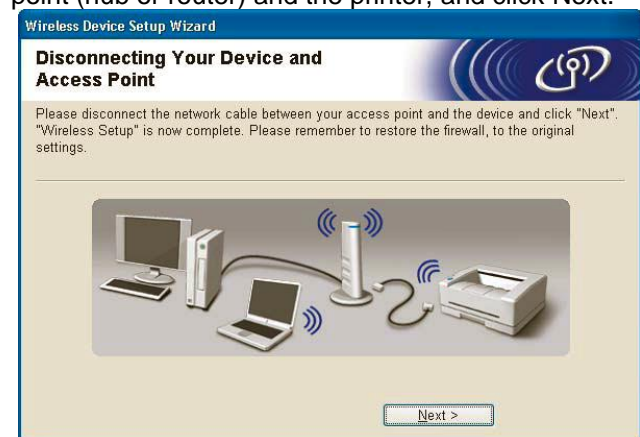 point (hub or router) and the printer, and click Next.
Wireless Device Setup Wizard
Disconnecting Your Device and
Access Point
Please disconnect the network cable between your access point and the device and click "Next".
"Wireless Setup" is now complete. Please remember to restore the firewall, to the original
settings.
Next >